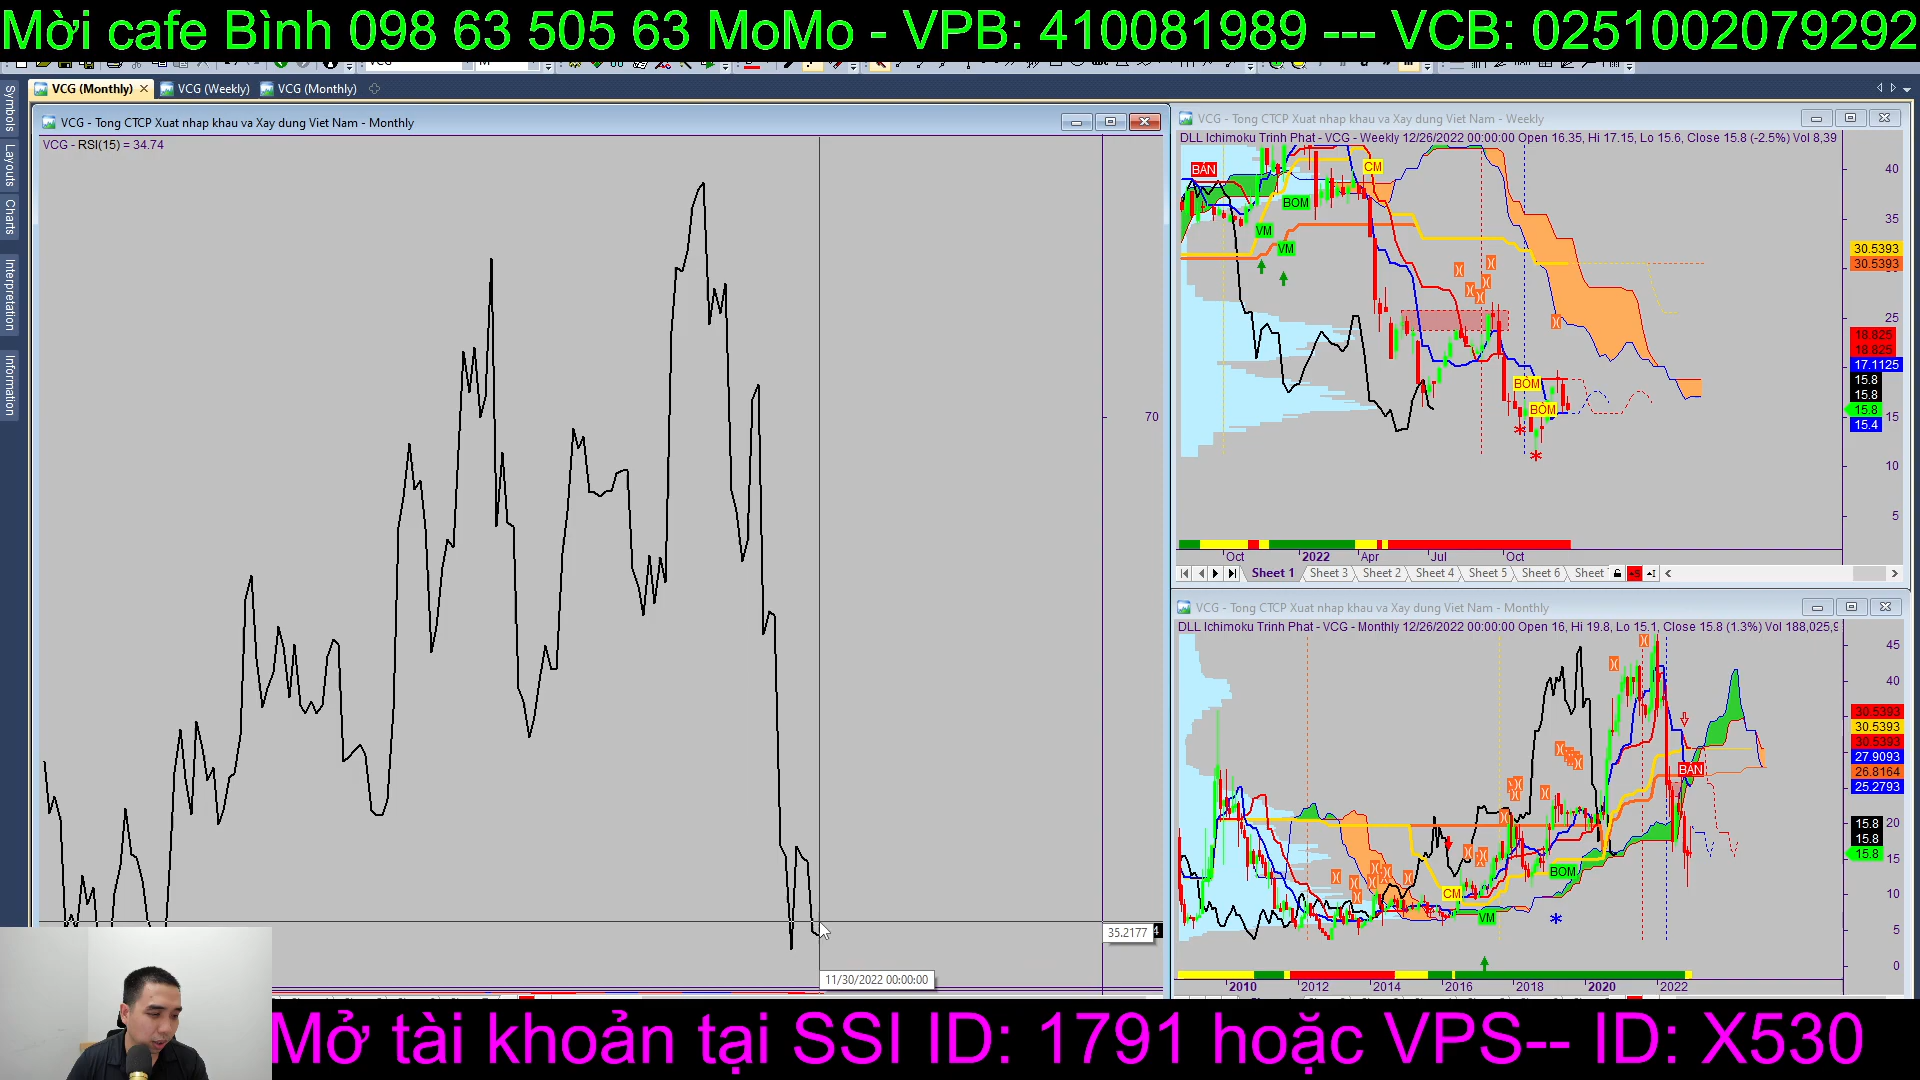 Mời cafe Bình 098 63 505 63 MoMo - VPB: 410081989 --- VCB: 0251002079292
VCG (Monthly)
VCG (Weekly)
VCG (Monthly)
Symbols
Layouts
Charts
Interpretation
Information
VCG - Tong CTCP Xuat nhap khau va Xay dung Viet Nam - Monthly
VCG - RSI(15) = 34.74
70
35.2177
11/30/2022 00:00:00
VCG - Tong CTCP Xuat nhap khau va Xay dung Viet Nam - Weekly
DLL Ichimoku Trinh Phat - VCG - Weekly 12/26/2022 00:00:00 Open 16.35, Hi 17.15, Lo 15.6, Close 15.8 (-2.5%) Vol 8,39
BAN
CM
BOM
VM
VM
BOM
BOM
40
35
30.5393
30.5393
25
18.825
18.825
17.1125
15.8
15.8
15.8
15.4
15
10
5
Oct
2022
Apr
Jul
Oct
Sheet 1
Sheet 3
Sheet 2
Sheet 4
Sheet 5
Sheet 6
Sheet
VCG - Tong CTCP Xuat nhap khau va Xay dung Viet Nam - Monthly
DLL Ichimoku Trinh Phat - VCG - Monthly 12/26/2022 00:00:00 Open 16, Hi 19.8, Lo 15.1, Close 15.8 (1.3%) Vol 188,025,9
BAN
BOM
CM
VM
45
40
30.5393
30.5393
30.5393
27.9093
26.8164
25.2793
20
15.8
15.8
15.8
15
10
5
0
2010
2012
2014
2016
2018
2020
2022
Mở tài khoản tại SSI ID: 1791 hoặc VPS-- ID: X530